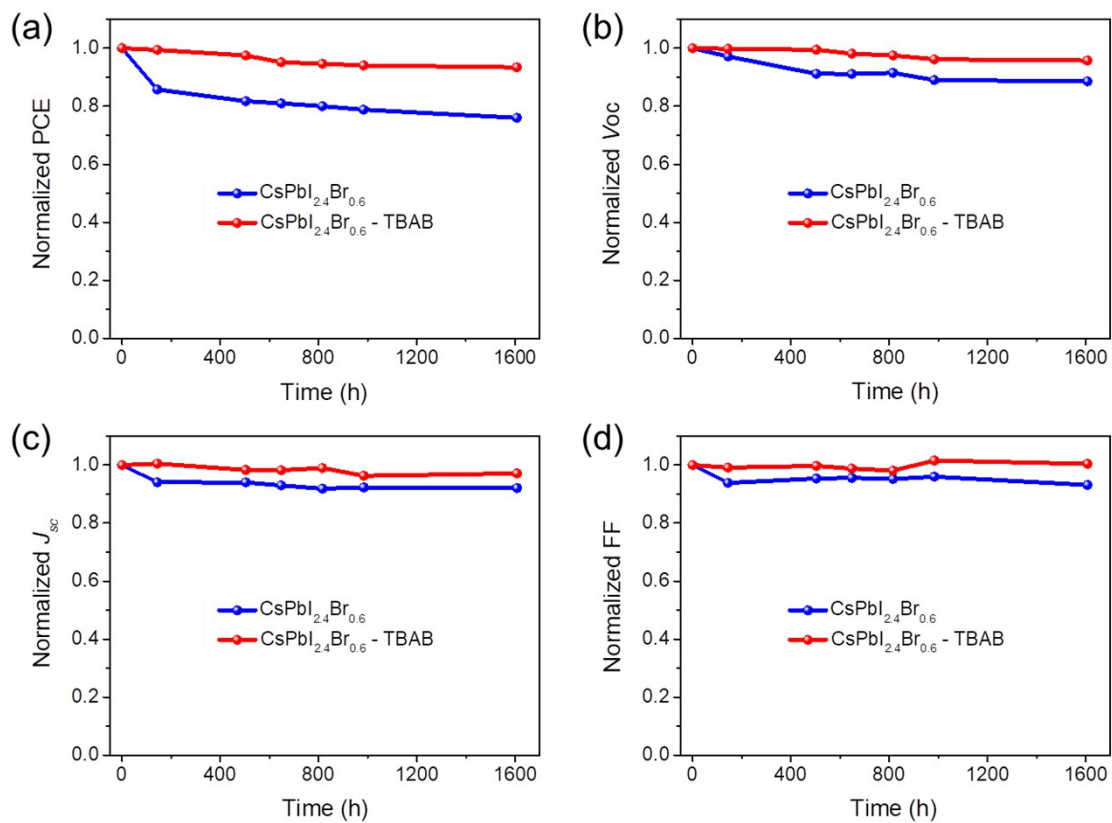 (a)
Normalized PCE
1.0
0.8
0.6
0.4
0.2
0.0
CsPbI2.4Br0.6
CsPbI2.4Br0.6 - TBAB
0 400 800 1200 1600
Time (h)
(b)
Normalized Voc
1.0
0.8
0.6
0.4
0.2
0.0
CsPbI2.4Br0.6
CsPbI2.4Br0.6 - TBAB
0 400 800 1200 1600
Time (h)
(c)
Normalized Jsc
1.0
0.8
0.6
0.4
0.2
0.0
CsPbI2.4Br0.6
CsPbI2.4Br0.6 - TBAB
0 400 800 1200 1600
Time (h)
(d)
Normalized FF
1.0
0.8
0.6
0.4
0.2
0.0
CsPbI2.4Br0.6
CsPbI2.4Br0.6 - TBAB
0 400 800 1200 1600
Time (h)